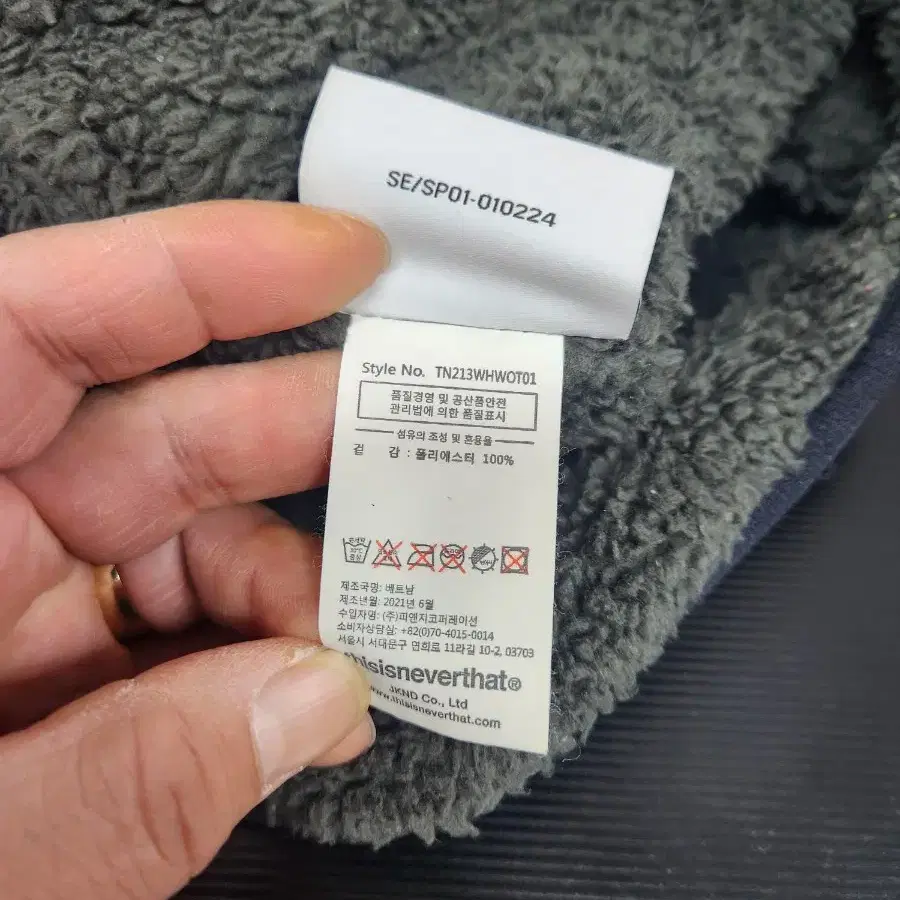 SE/SP01-010224
Style No. TN213WHWOT01
품질경영 및 공산품안전
관리법에 의한 품질표시
섬유의 조성 및 혼용율
겉 감 : 폴리에스터 100%
30℃
중성
제조국명: 베트남
제조년월: 2021년 6월
수입자명: (주)피엔지코퍼레이션
소비자상담실: +82(0)70-4015-0014
서울시 서대문구 연희로 11라길 10-2, 03703
thisisneverthat®
JKND Co., Ltd
www.thisisneverthat.com